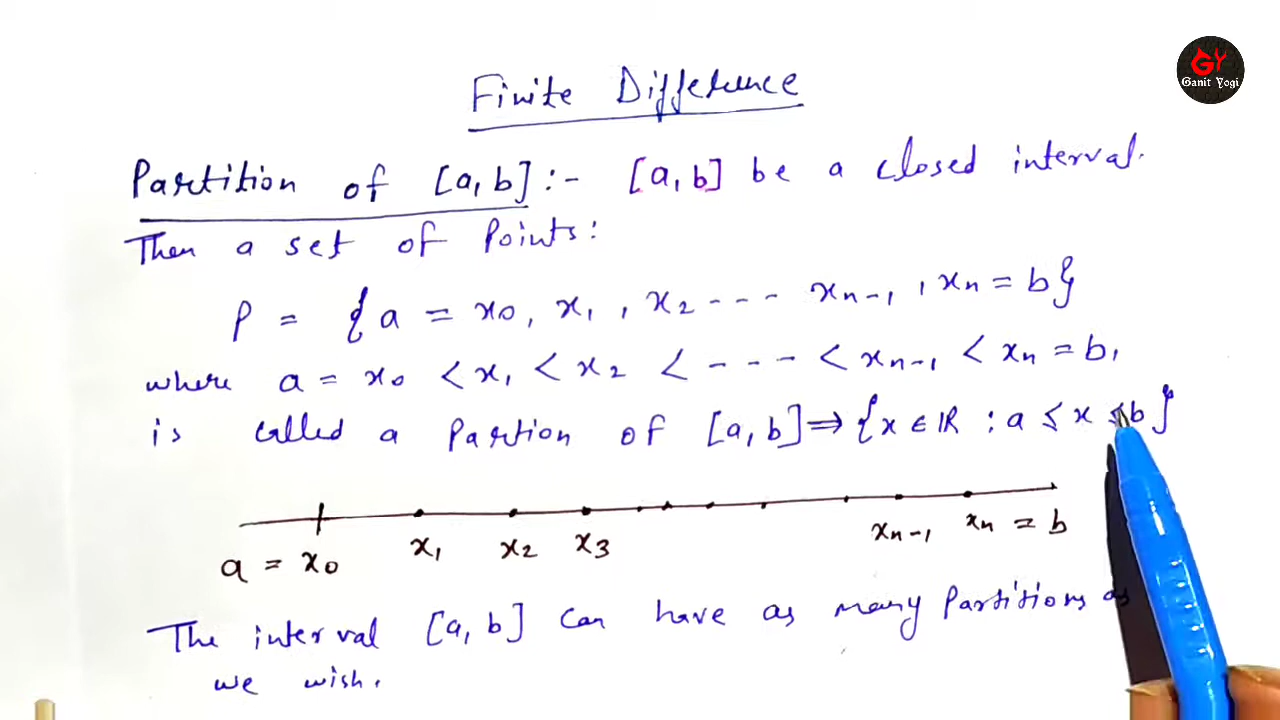 GY
Ganit Yogi
Finite Difference
Partition of [a, b] :- [a, b] be a closed interval.
Then a set of Points:
P = {a = x0, x1, x2 --- xn-1, xn = b}
where a = x0 < x1 < x2 < --- < xn-1 < xn = b,
is called a Partion of [a, b] ⇒ {x ∈ ℝ : a ≤ x ≤ b}
a = x0 x1 x2 x3 xn-1 xn = b
The interval [a, b] can have as many Partitions as
we wish.